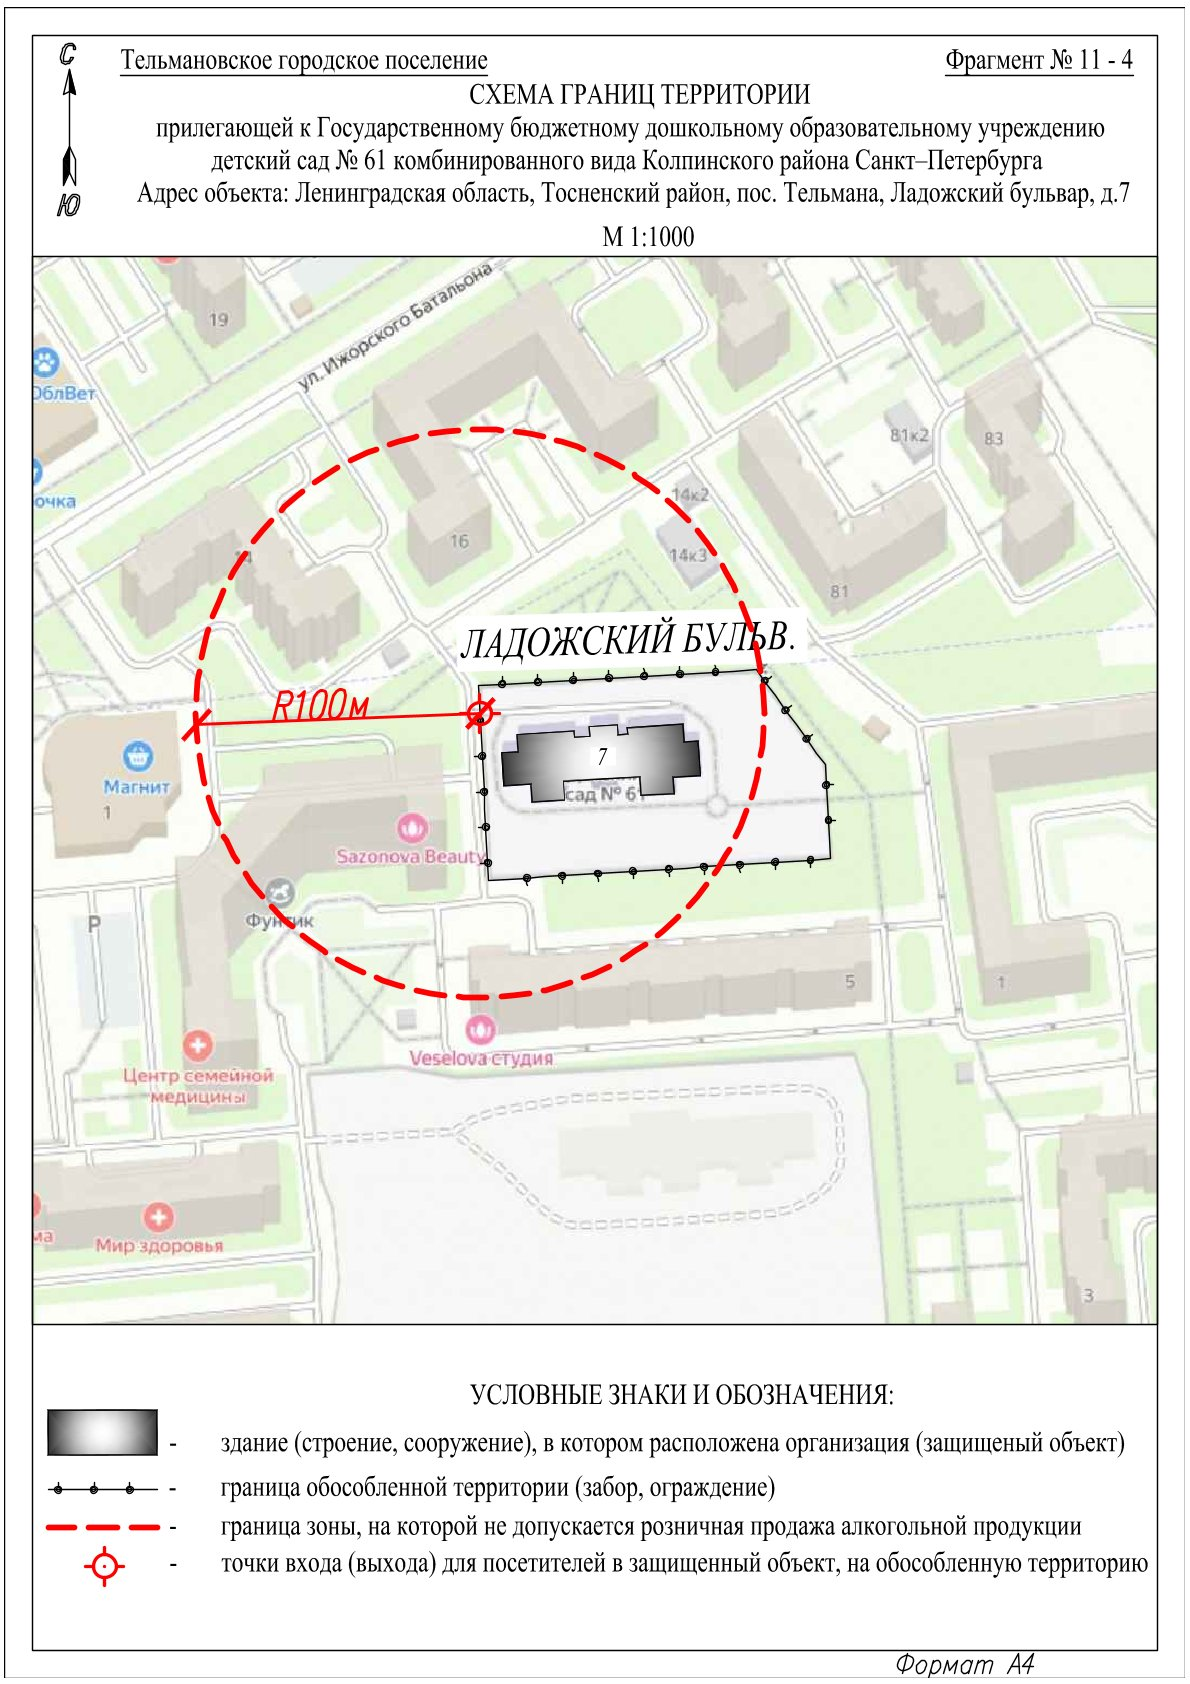 С
Тельмановское городское поселение
Фрагмент № 11 - 4
СХЕМА ГРАНИЦ ТЕРРИТОРИИ
прилегающей к Государственному бюджетному дошкольному образовательному учреждению
детский сад № 61 комбинированного вида Колпинского района Санкт–Петербурга
Адрес объекта: Ленинградская область, Тосненский район, пос. Тельмана, Ладожский бульвар, д.7
Ю
М 1:1000
ул. Ижорского Батальона
19
ОблВет
81к2
83
очка
14к2
16
14
14к3
81
ЛАДОЖСКИЙ БУЛЬВ.
R100м
7
сад № 61
Магнит
1
Sazonova Beauty
Фунтик
P
5
1
Veselova студия
Центр семейной
медицины
Мир здоровья
ма
3
УСЛОВНЫЕ ЗНАКИ И ОБОЗНАЧЕНИЯ:
- здание (строение, сооружение), в котором расположена организация (защищеный объект)
- граница обособленной территории (забор, ограждение)
- граница зоны, на которой не допускается розничная продажа алкогольной продукции
- точки входа (выхода) для посетителей в защищенный объект, на обособленную территорию
Формат А4